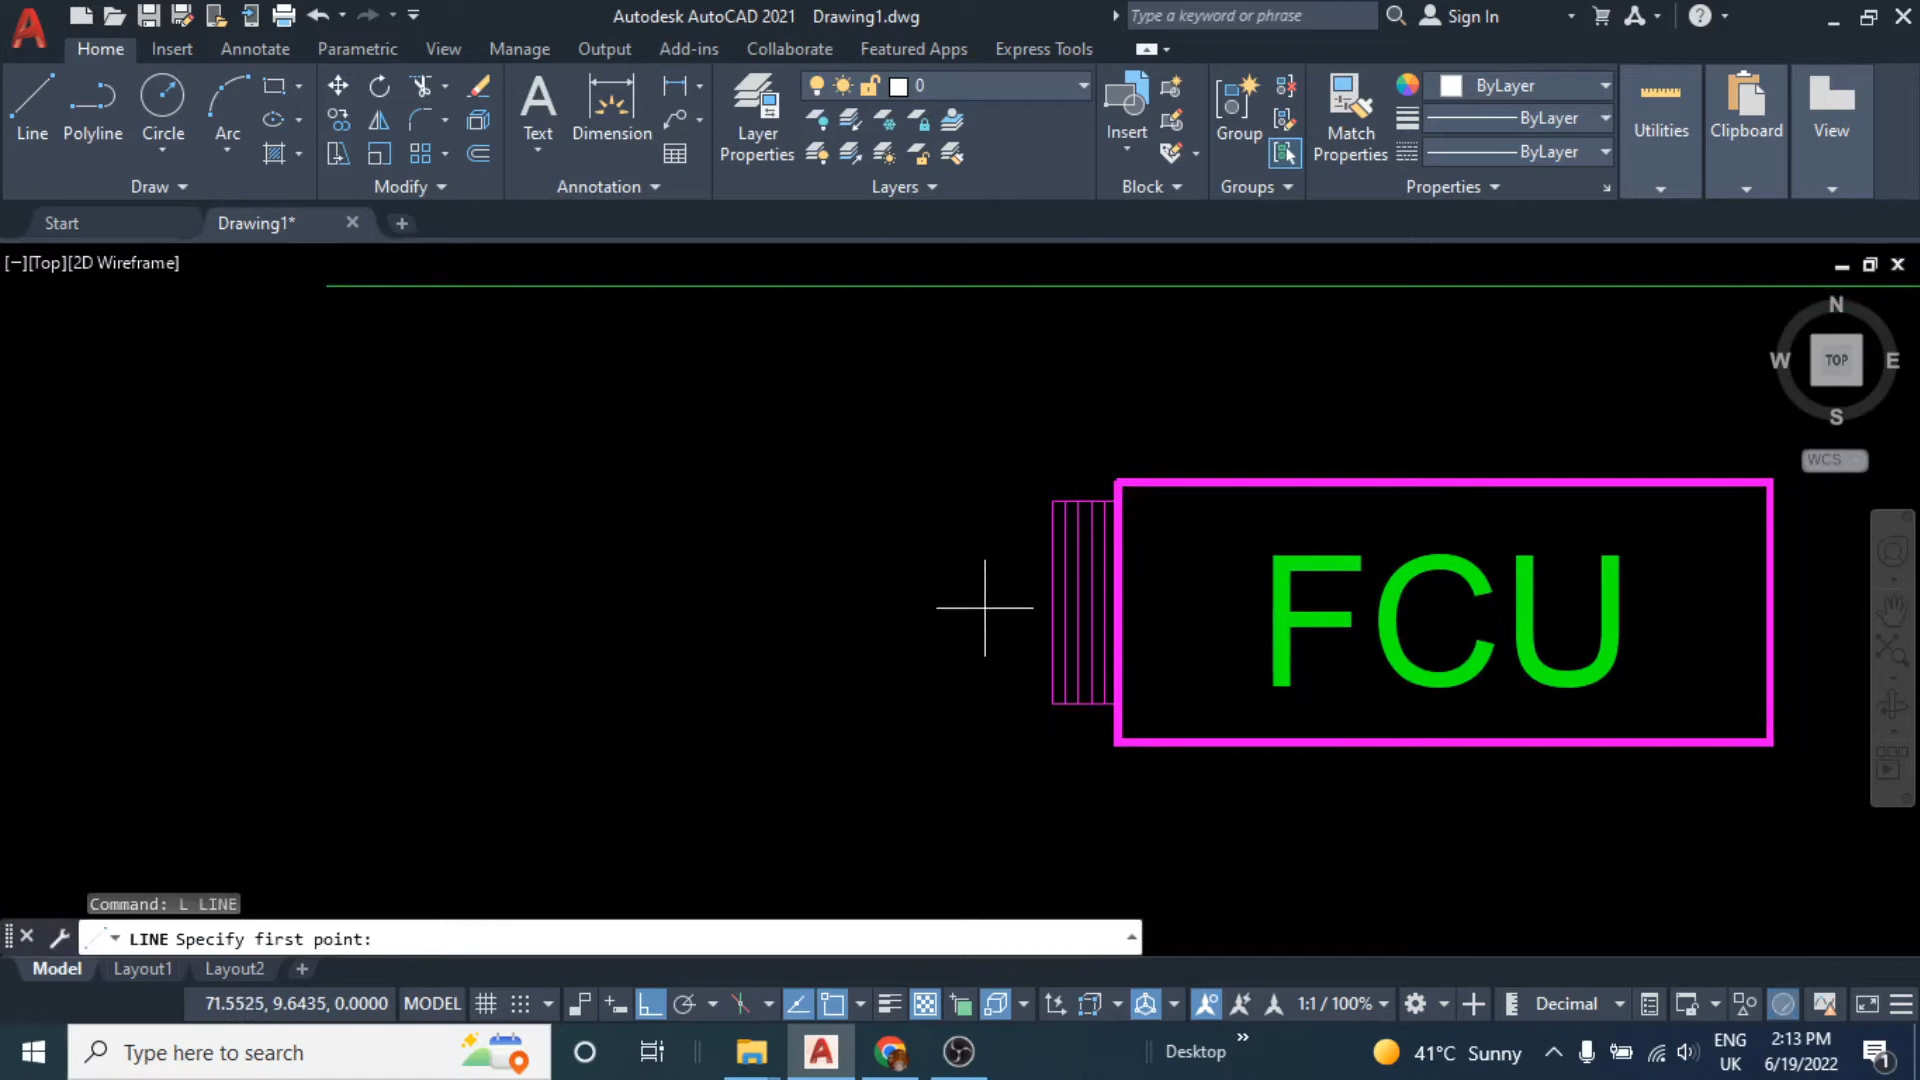 Autodesk AutoCAD 2021 Drawing1.dwg
Type a keyword or phrase
Sign In
Home Insert Annotate Parametric View Manage Output Add-ins Collaborate Featured Apps Express Tools
Line Polyline Circle Arc
Text Dimension
Layer Properties
0
Insert
Group
Match Properties
ByLayer
ByLayer
ByLayer
Utilities Clipboard View
Draw Modify Annotation Layers Block Groups Properties
Start Drawing1*
[−][Top][2D Wireframe]
N
W TOP E
S
WCS
FCU
Command: L LINE
LINE Specify first point:
Model Layout1 Layout2
71.5525, 9.6435, 0.0000 MODEL 1:1 / 100% Decimal
Type here to search
Desktop
41°C Sunny
ENG
UK
2:13 PM
6/19/2022
1